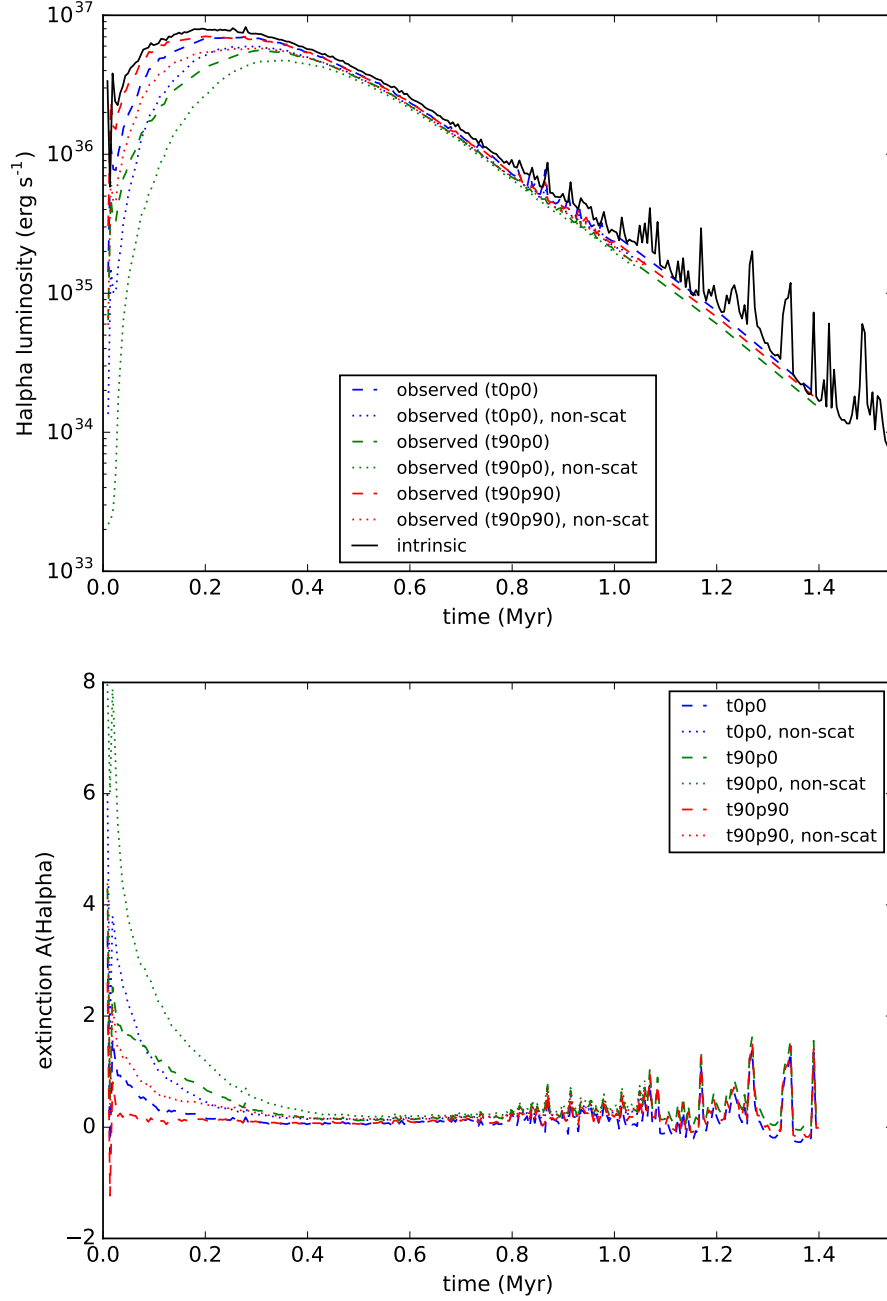 10^37
10^36
10^35
10^34
10^33
Halpha luminosity (erg s^-1)
observed (t0p0)
observed (t0p0), non-scat
observed (t90p0)
observed (t90p0), non-scat
observed (t90p90)
observed (t90p90), non-scat
intrinsic
0.0 0.2 0.4 0.6 0.8 1.0 1.2 1.4
time (Myr)
8
6
4
2
0
−2
extinction A(Halpha)
t0p0
t0p0, non-scat
t90p0
t90p0, non-scat
t90p90
t90p90, non-scat
0.0 0.2 0.4 0.6 0.8 1.0 1.2 1.4
time (Myr)